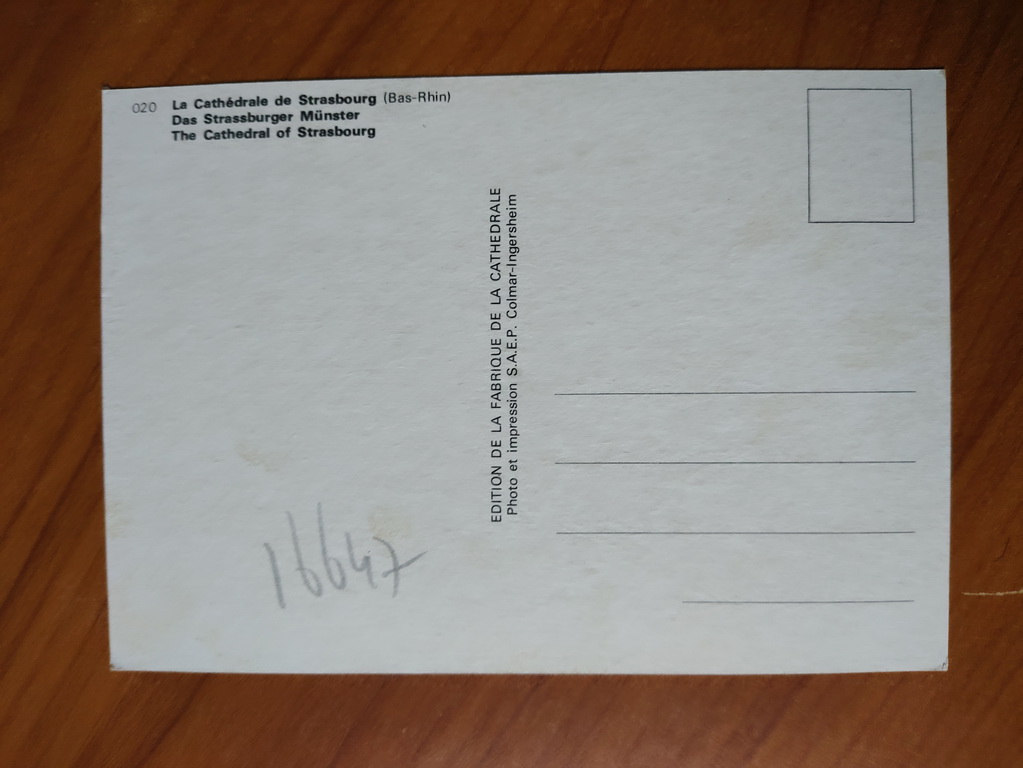 020 La Cathédrale de Strasbourg (Bas-Rhin)
Das Strassburger Münster
The Cathedral of Strasbourg
EDITION DE LA FABRIQUE DE LA CATHEDRALE
Photo et impression S.A.E.P. Colmar-Ingersheim
16647